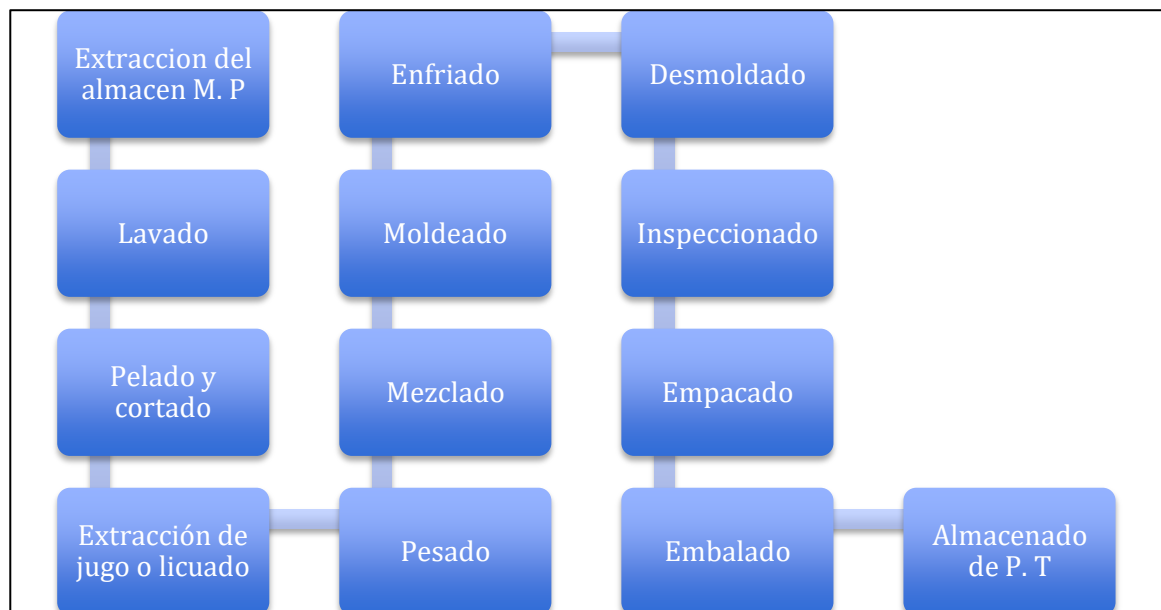 Extraccion del
almacen M. P
Lavado
Pelado y
cortado
Extracción de
jugo o licuado
Pesado
Mezclado
Moldeado
Enfriado
Desmoldado
Inspeccionado
Empacado
Embalado
Almacenado
de P. T